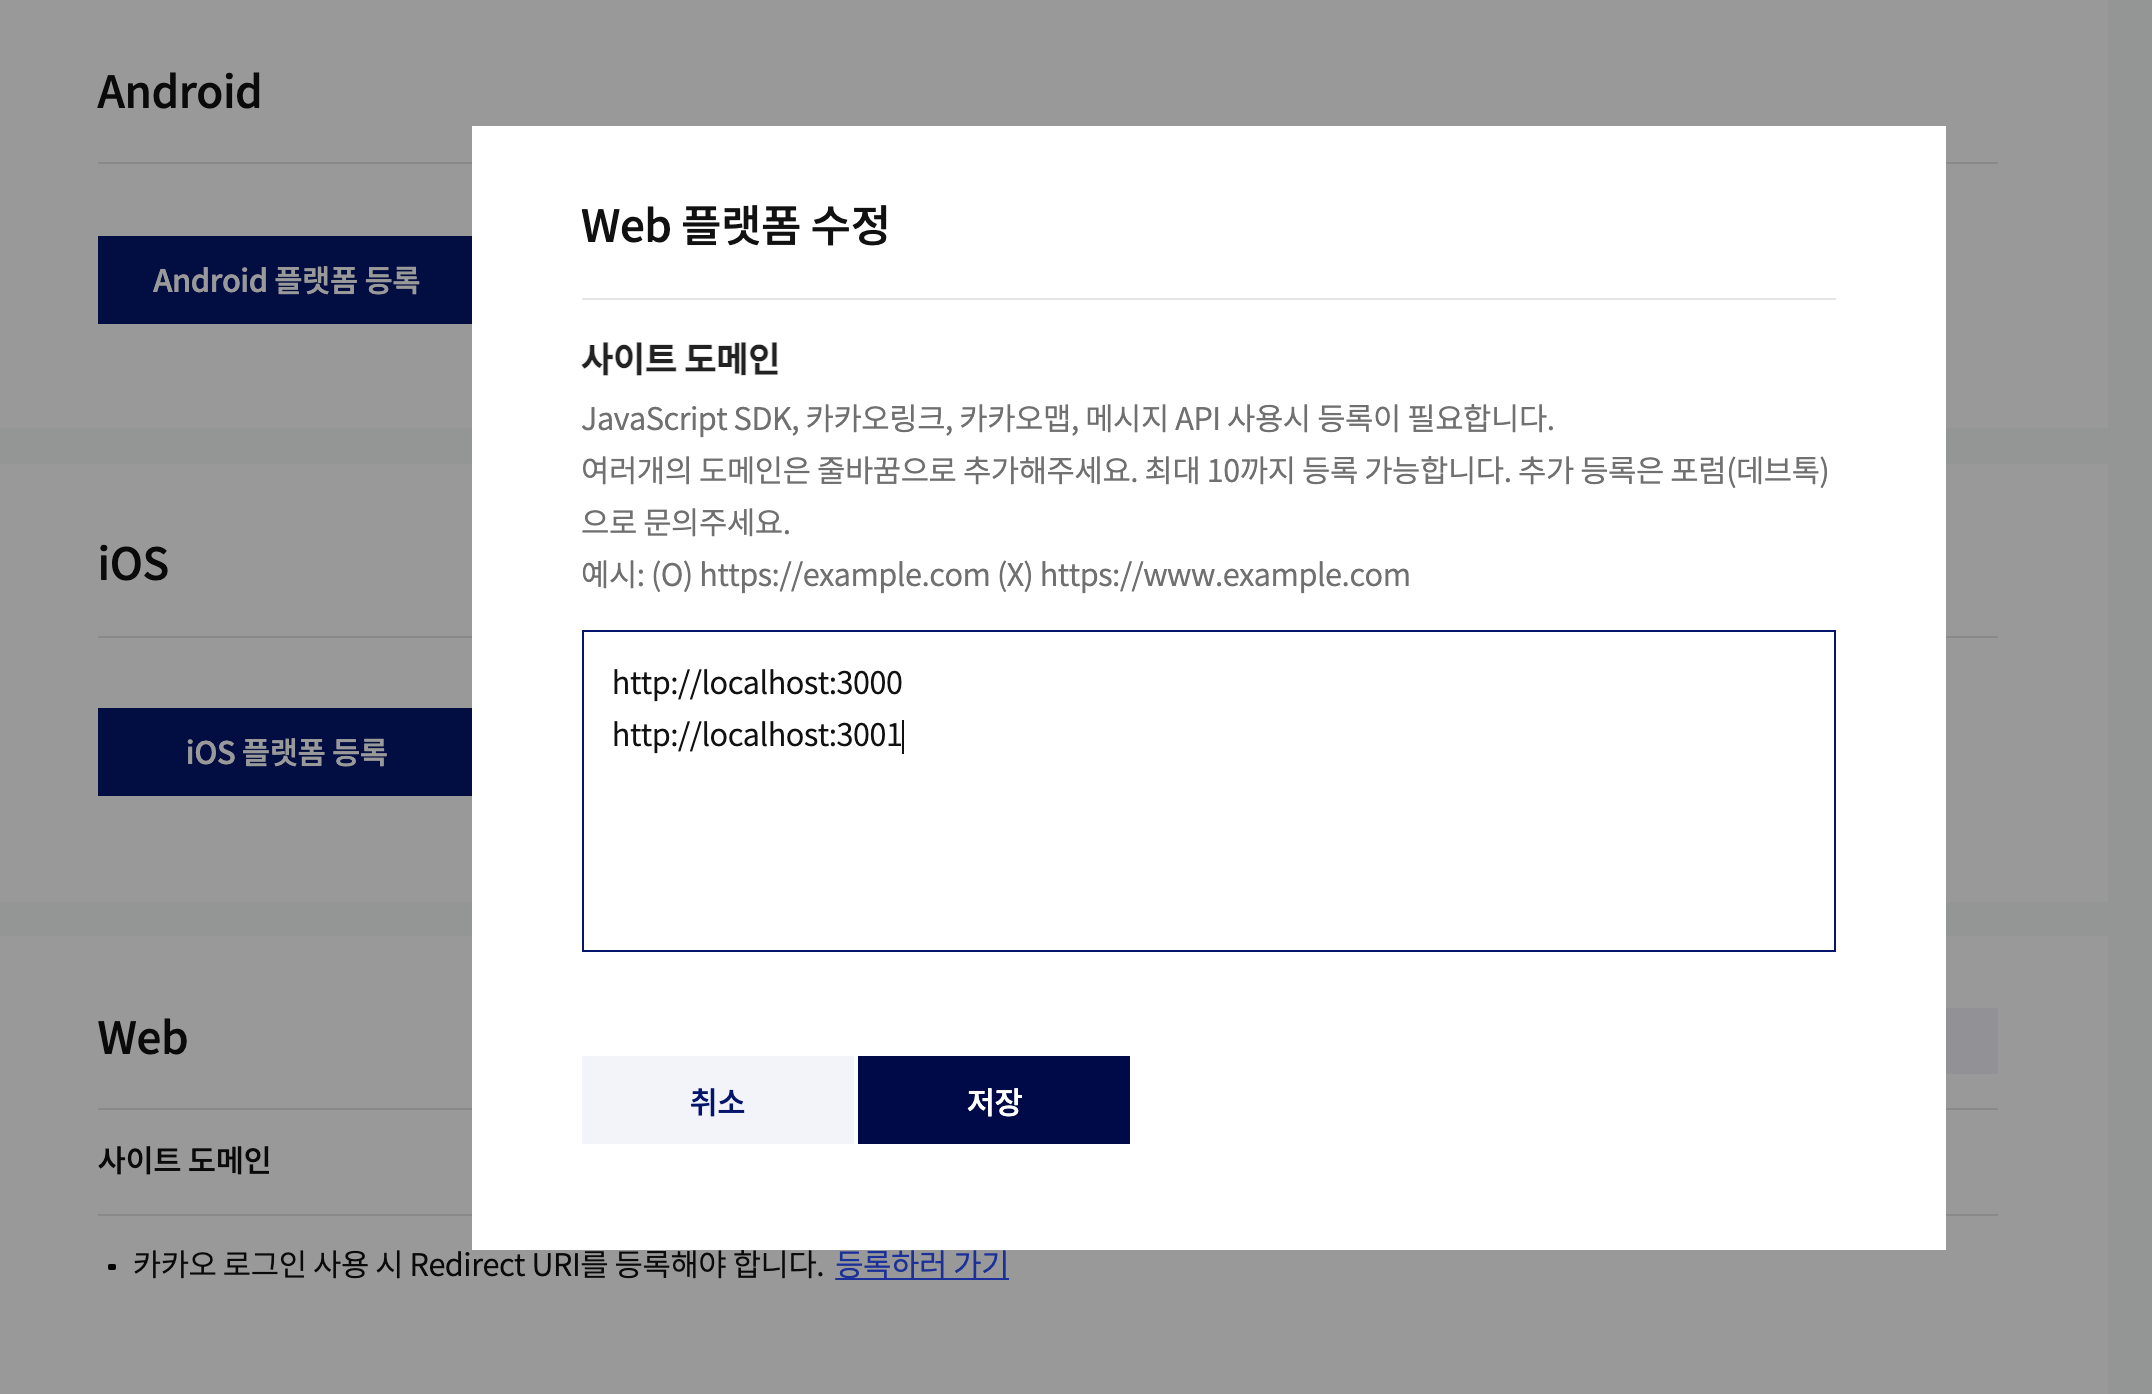 Android
Android 플랫폼 등록
iOS
iOS 플랫폼 등록
Web
사이트 도메인
카카오 로그인 사용 시 Redirect URI를 등록해야 합니다. 등록하러 가기
Web 플랫폼 수정
사이트 도메인
JavaScript SDK, 카카오링크, 카카오맵, 메시지 API 사용시 등록이 필요합니다.
여러개의 도메인은 줄바꿈으로 추가해주세요. 최대 10까지 등록 가능합니다. 추가 등록은 포럼(데브톡)
으로 문의주세요.
예시: (O) https://example.com (X) https://www.example.com
http://localhost:3000
http://localhost:3001
취소
저장